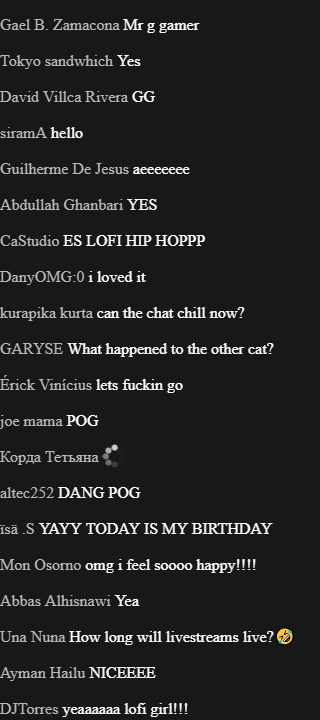 Gael B. Zamacona Mr g gamer
Tokyo sandwhich Yes
David Villca Rivera GG
siramA hello
Guilherme De Jesus aeeeeeee
Abdullah Ghanbari YES
CaStudio ES LOFI HIP HOPPP
DanyOMG:0 i loved it
kurapika kurta can the chat chill now?
GARYSE What happened to the other cat?
Érick Vinícius lets fuckin go
joe mama POG
Корда Тетьяна
altec252 DANG POG
ïsä .S YAYY TODAY IS MY BIRTHDAY
Mon Osorno omg i feel soooo happy!!!!
Abbas Alhisnawi Yea
Una Nuna How long will livestreams live? 🤣
Ayman Hailu NICEEEE
DJTorres yeaaaaaa lofi girl!!!